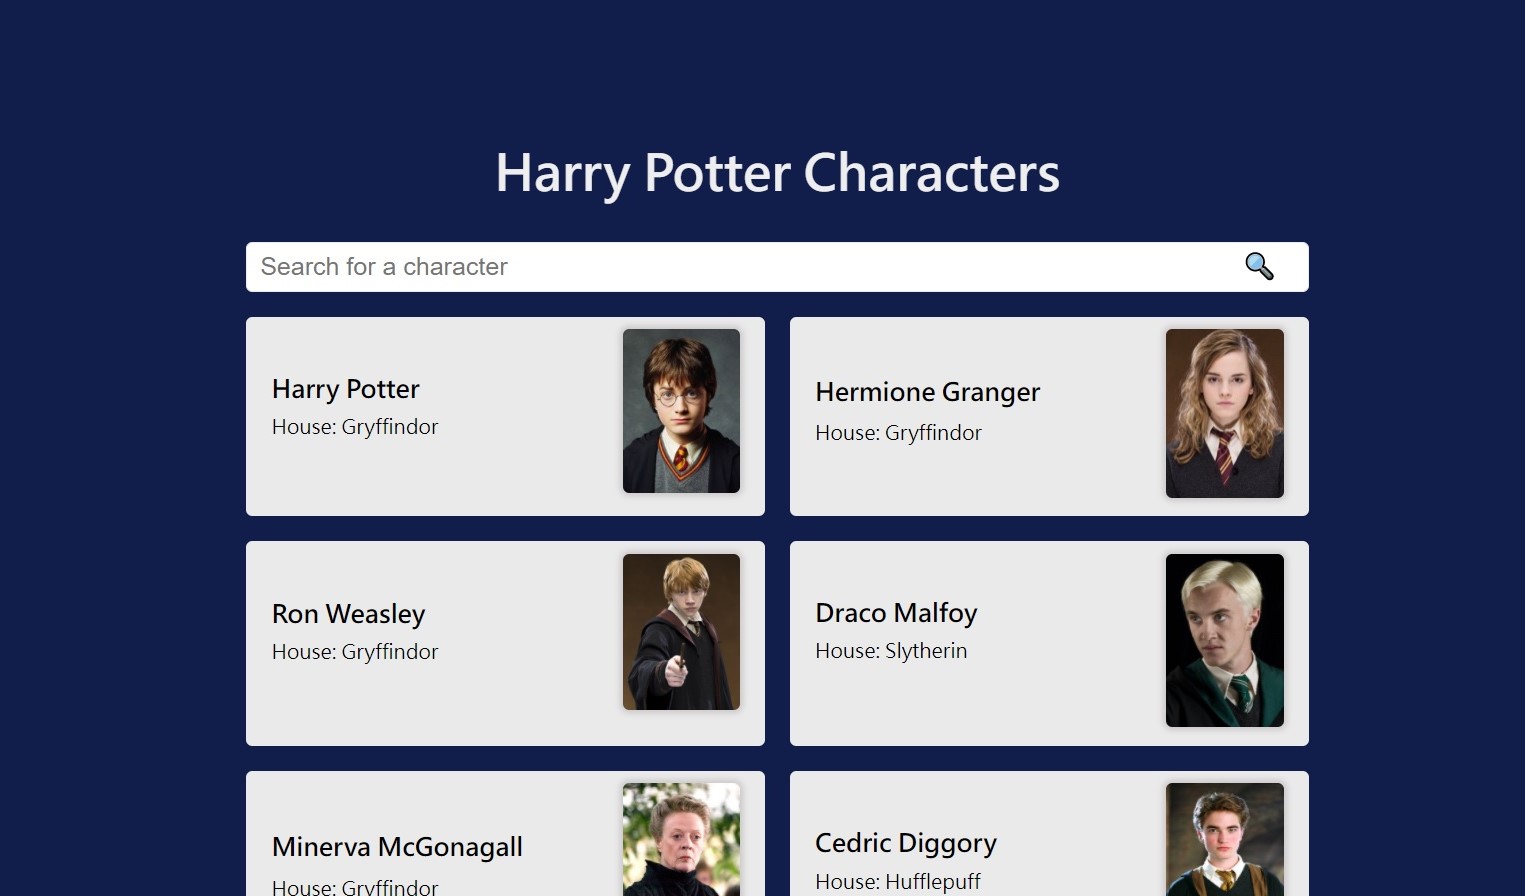 Harry Potter Characters
Search for a character
Harry Potter
House: Gryffindor
Hermione Granger
House: Gryffindor
Ron Weasley
House: Gryffindor
Draco Malfoy
House: Slytherin
Minerva McGonagall
House: Gryffindor
Cedric Diggory
House: Hufflepuff